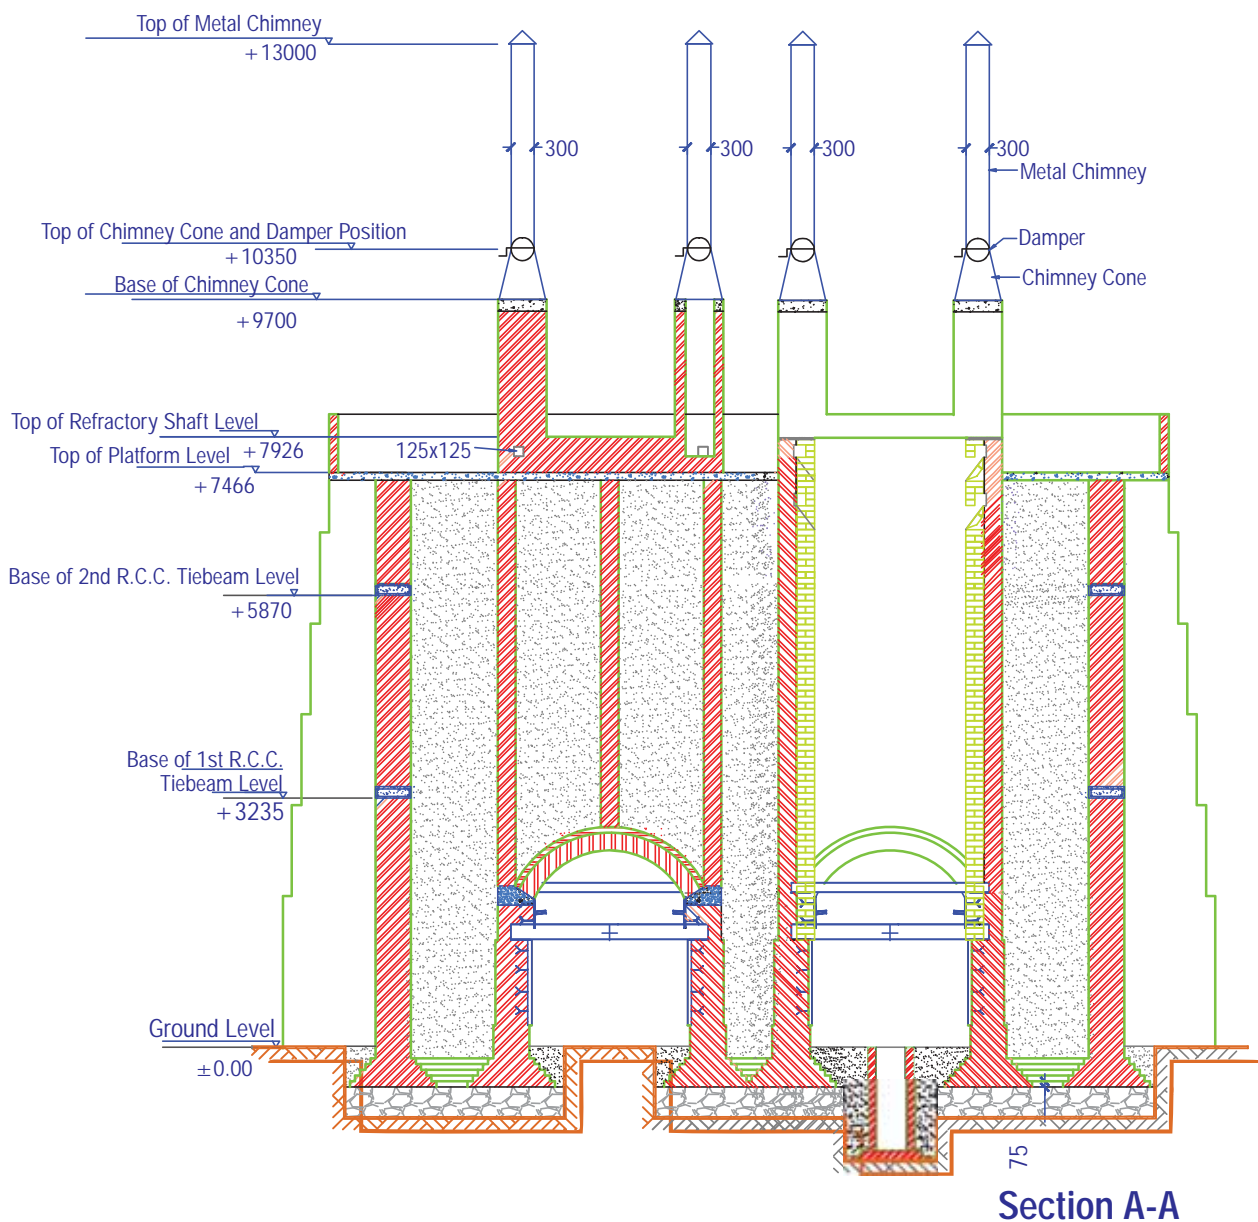 Top of Metal Chimney
+13000
300
300
300
300
Metal Chimney
Top of Chimney Cone and Damper Position
+10350
Damper
Base of Chimney Cone
Chimney Cone
+9700
Top of Refractory Shaft Level
+7926
125x125
Top of Platform Level
+7466
Base of 2nd R.C.C. Tiebeam Level
+5870
Base of 1st R.C.C.
Tiebeam Level
+3235
Ground Level
±0.00
75
Section A-A